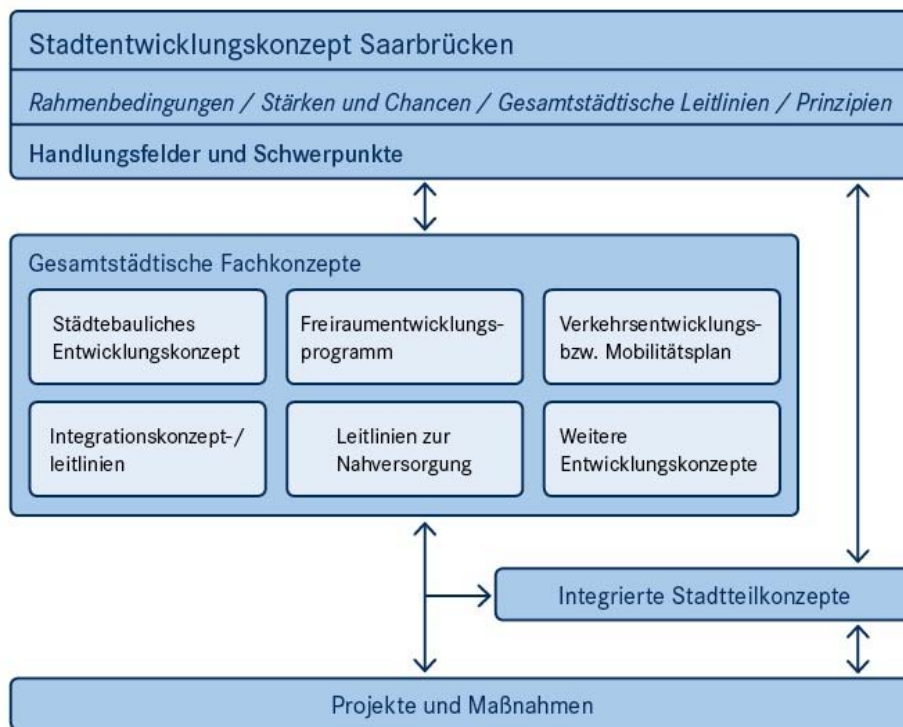 Stadtentwicklungskonzept Saarbrücken
Rahmenbedingungen / Stärken und Chancen / Gesamtstädtische Leitlinien / Prinzipien
Handlungsfelder und Schwerpunkte
Gesamtstädtische Fachkonzepte
Städtebauliches
Entwicklungskonzept
Freiraumentwicklungs-
programm
Verkehrsentwicklungs-
bzw. Mobilitätsplan
Integrationskonzept-/
leitlinien
Leitlinien zur
Nahversorgung
Weitere
Entwicklungskonzepte
Integrierte Stadtteilkonzepte
Projekte und Maßnahmen